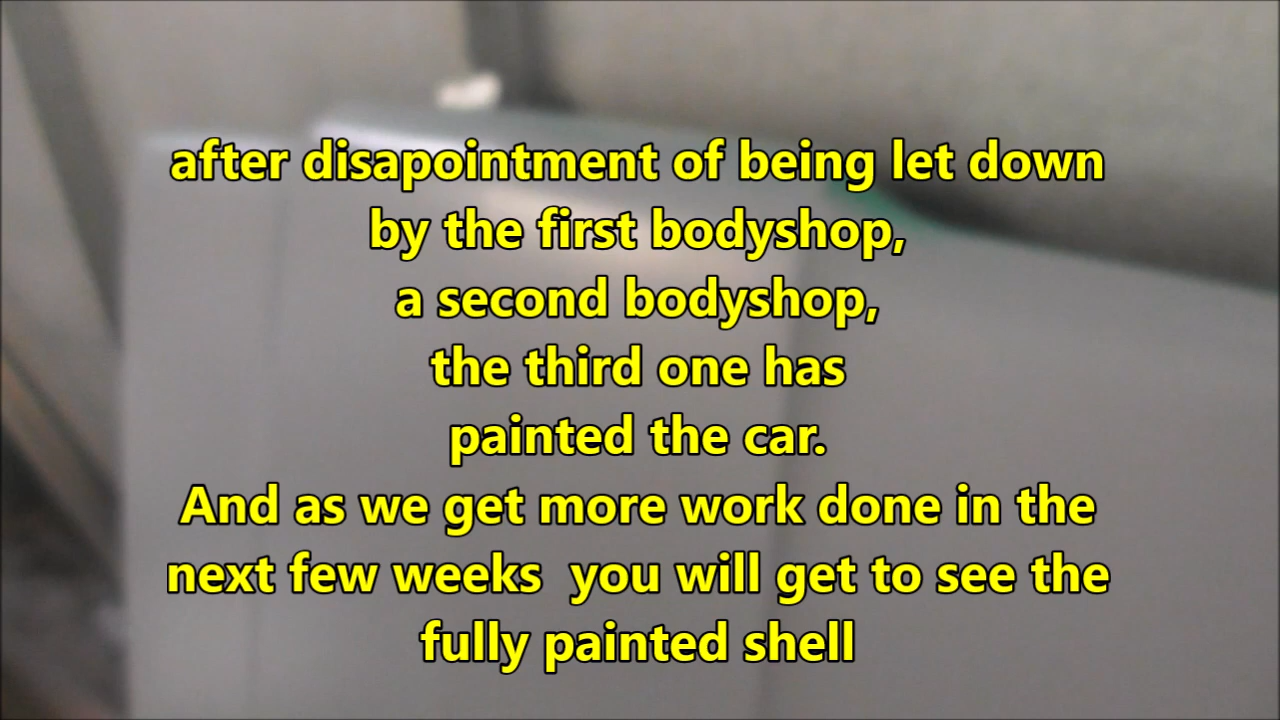 after disapointment of being let down
by the first bodyshop,
a second bodyshop,
the third one has
painted the car.
And as we get more work done in the
next few weeks  you will get to see the
fully painted shell